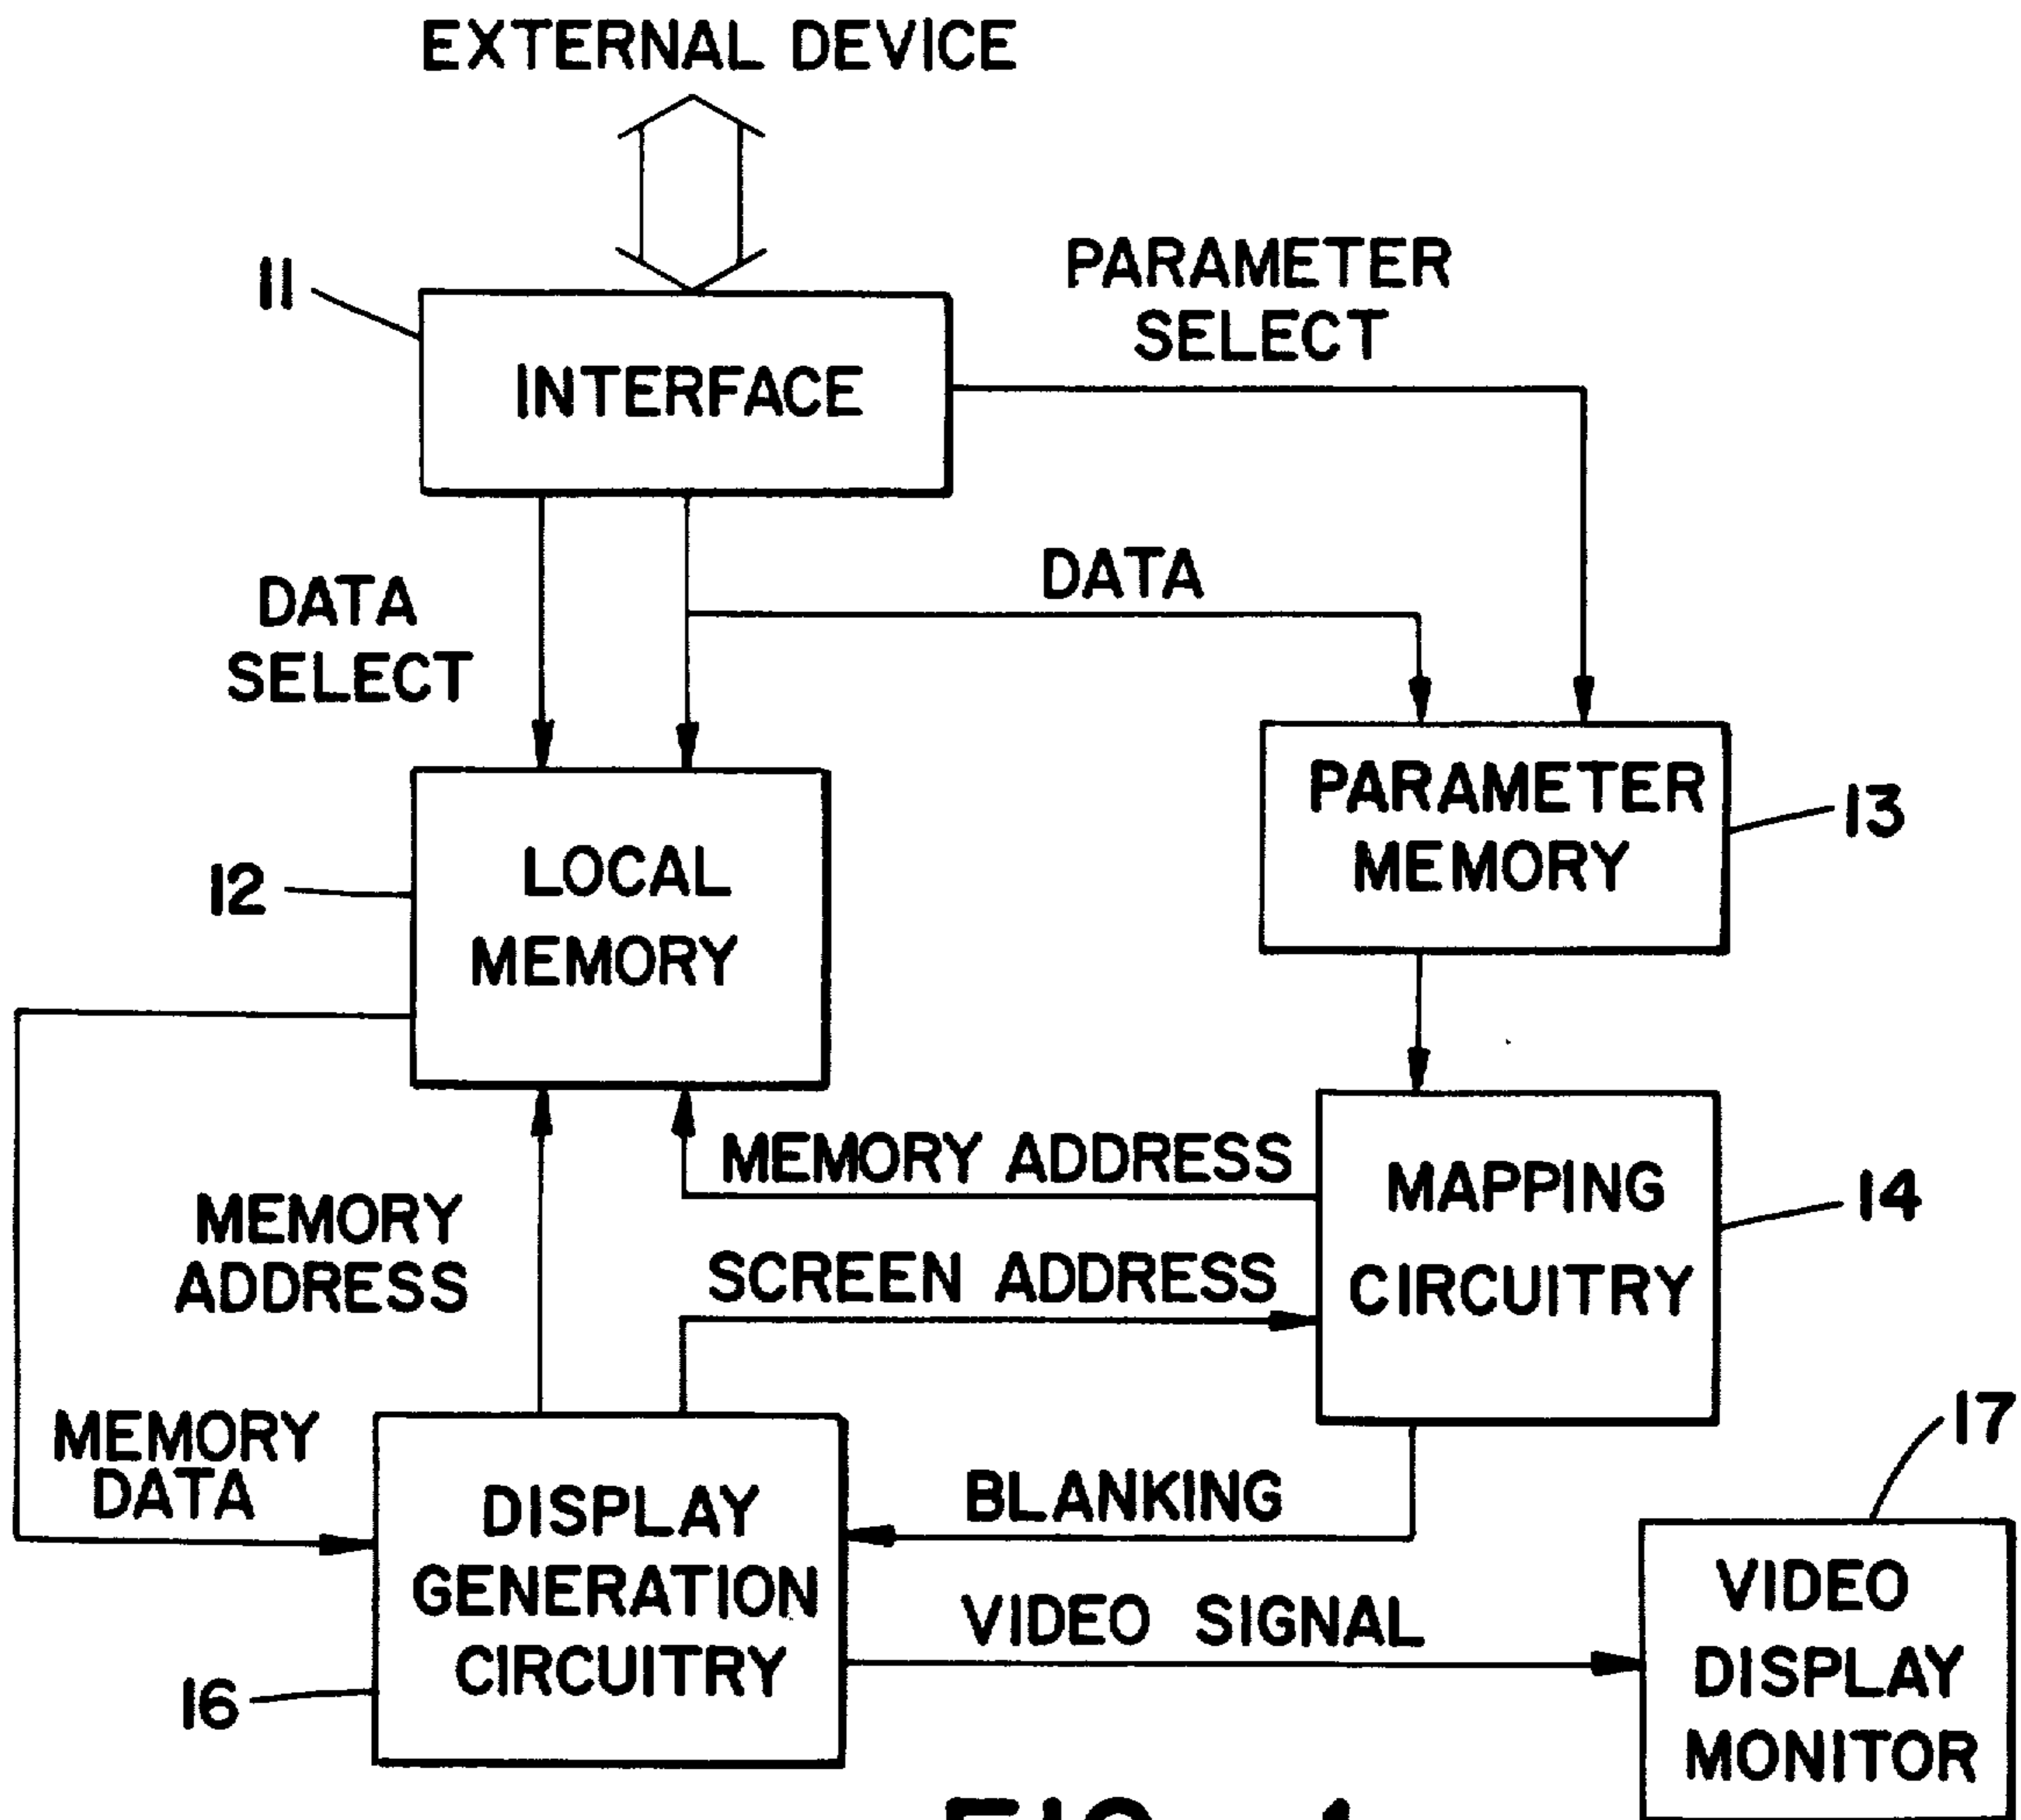 EXTERNAL DEVICE
11
INTERFACE
PARAMETER
SELECT
DATA
SELECT
DATA
LOCAL
MEMORY
12
PARAMETER
MEMORY
13
MEMORY ADDRESS
MAPPING
CIRCUITRY
14
MEMORY
ADDRESS
SCREEN ADDRESS
MEMORY
DATA
DISPLAY
GENERATION
CIRCUITRY
16
BLANKING
VIDEO SIGNAL
17
VIDEO
DISPLAY
MONITOR